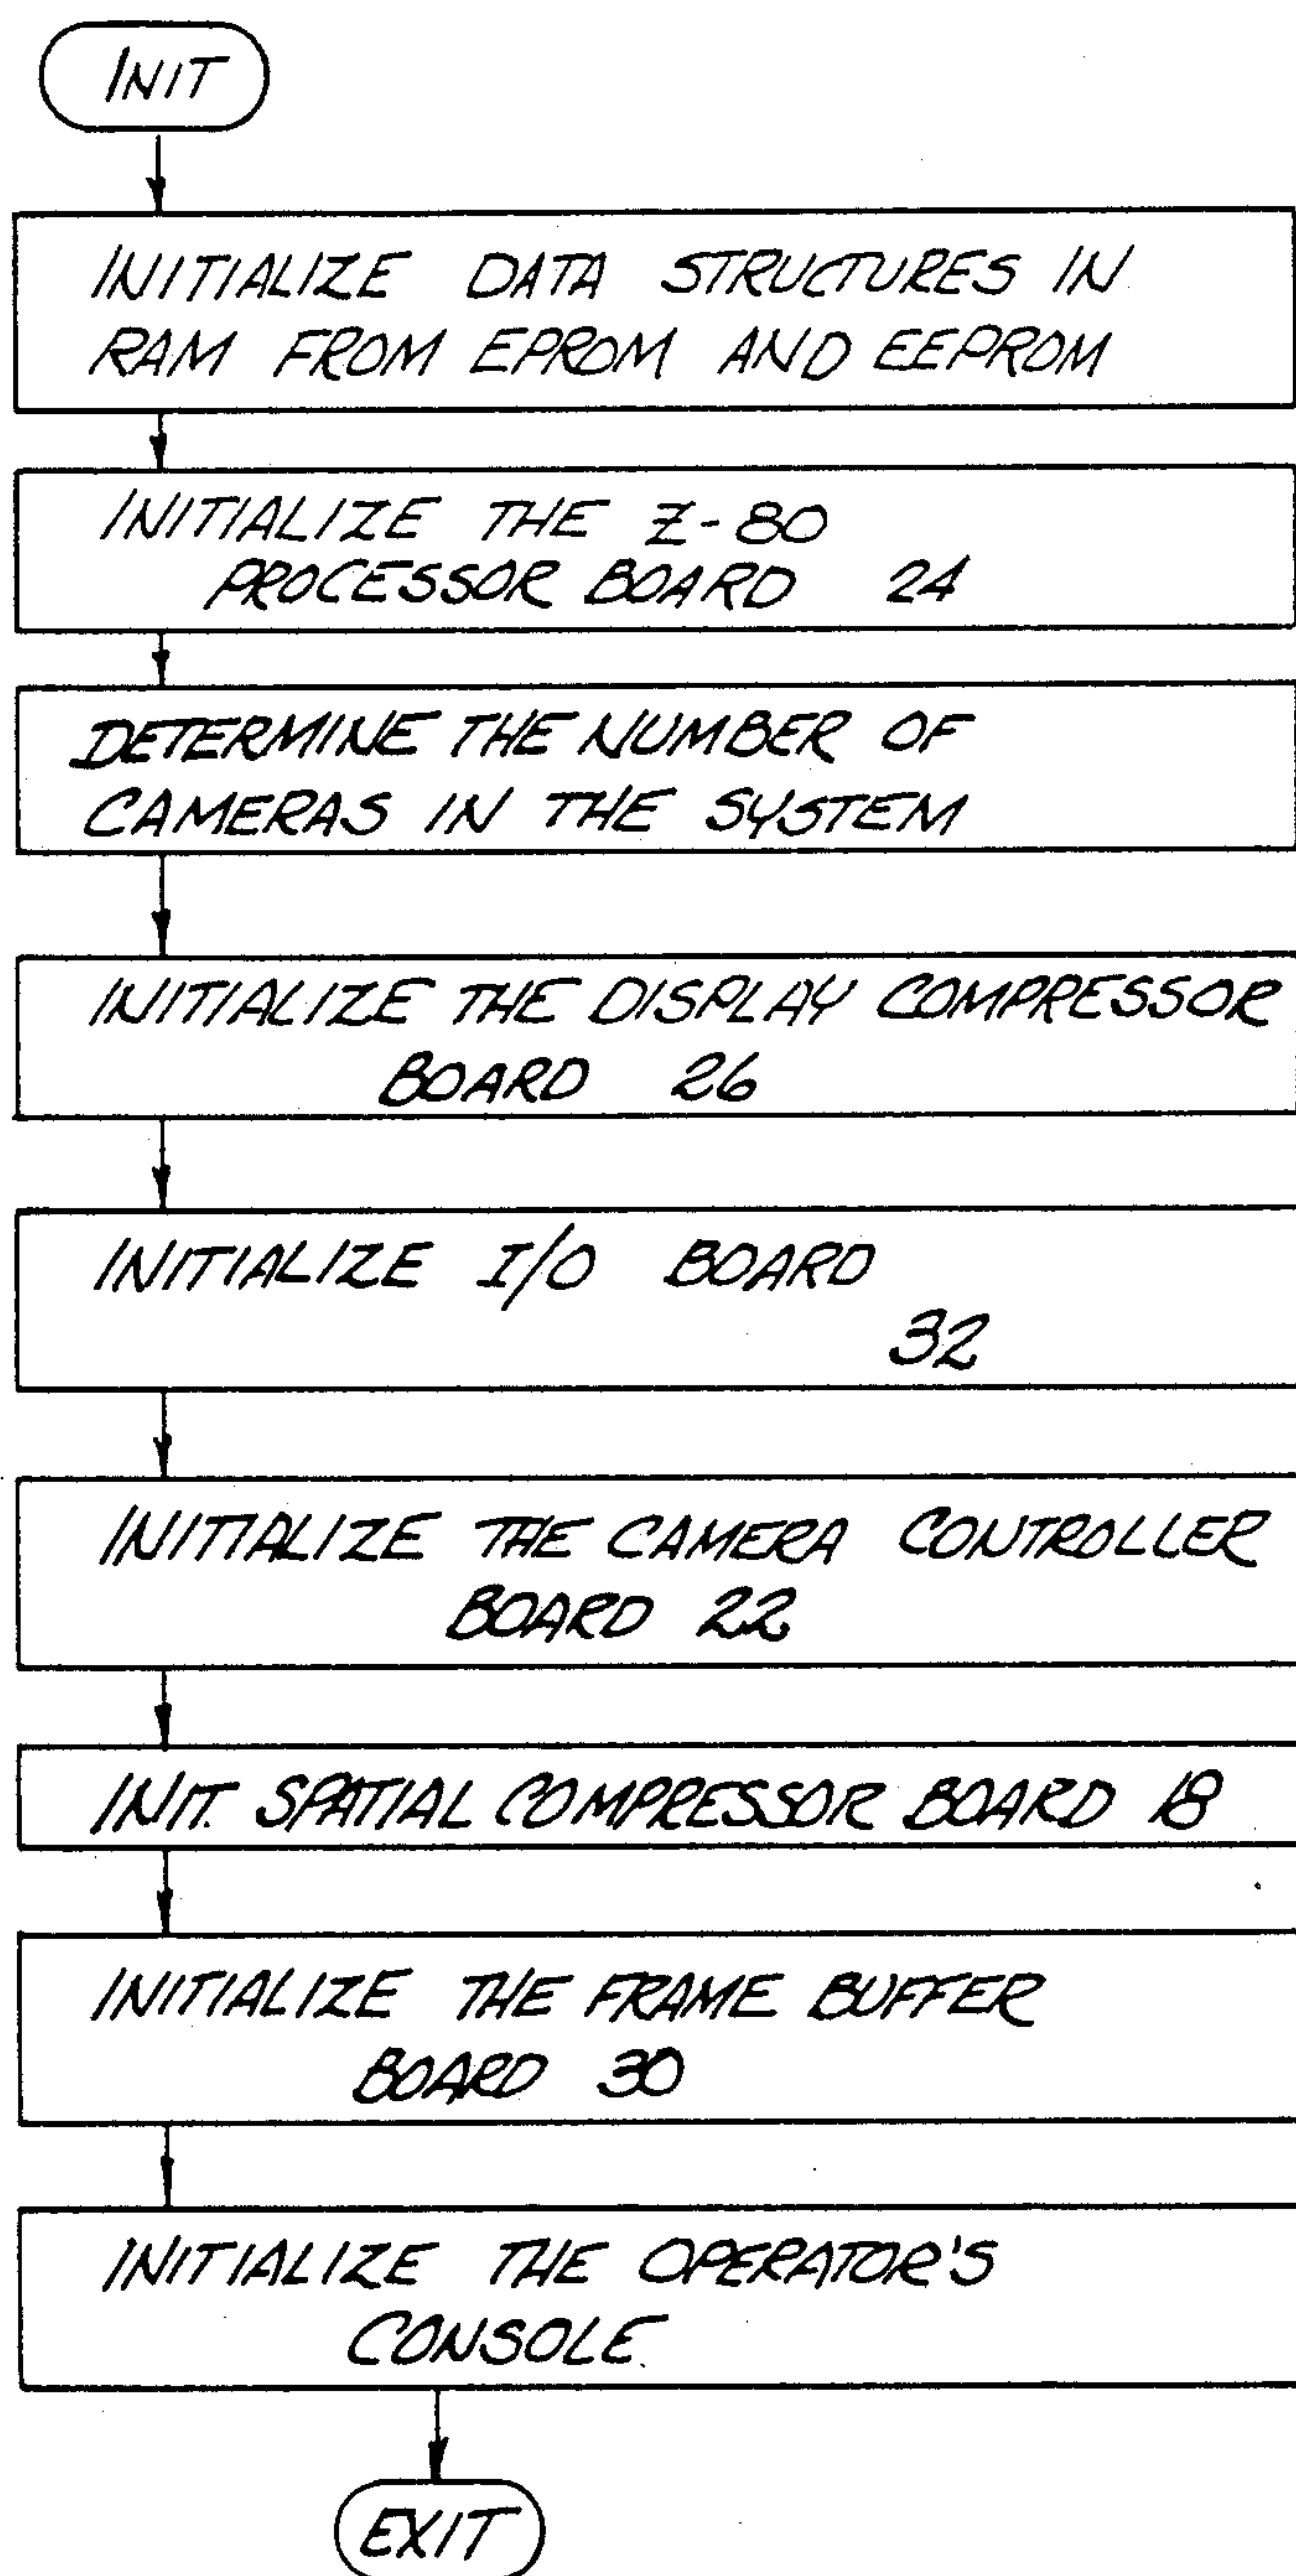 INIT
INITIALIZE DATA STRUCTURES IN
RAM FROM EPROM AND EEPROM
INITIALIZE THE Z-80
PROCESSOR BOARD 24
DETERMINE THE NUMBER OF
CAMERAS IN THE SYSTEM
INITIALIZE THE DISPLAY COMPRESSOR
BOARD 26
INITIALIZE I/O BOARD
32
INITIALIZE THE CAMERA CONTROLLER
BOARD 22
INIT. SPATIAL COMPRESSOR BOARD 18
INITIALIZE THE FRAME BUFFER
BOARD 30
INITIALIZE THE OPERATOR'S
CONSOLE
EXIT